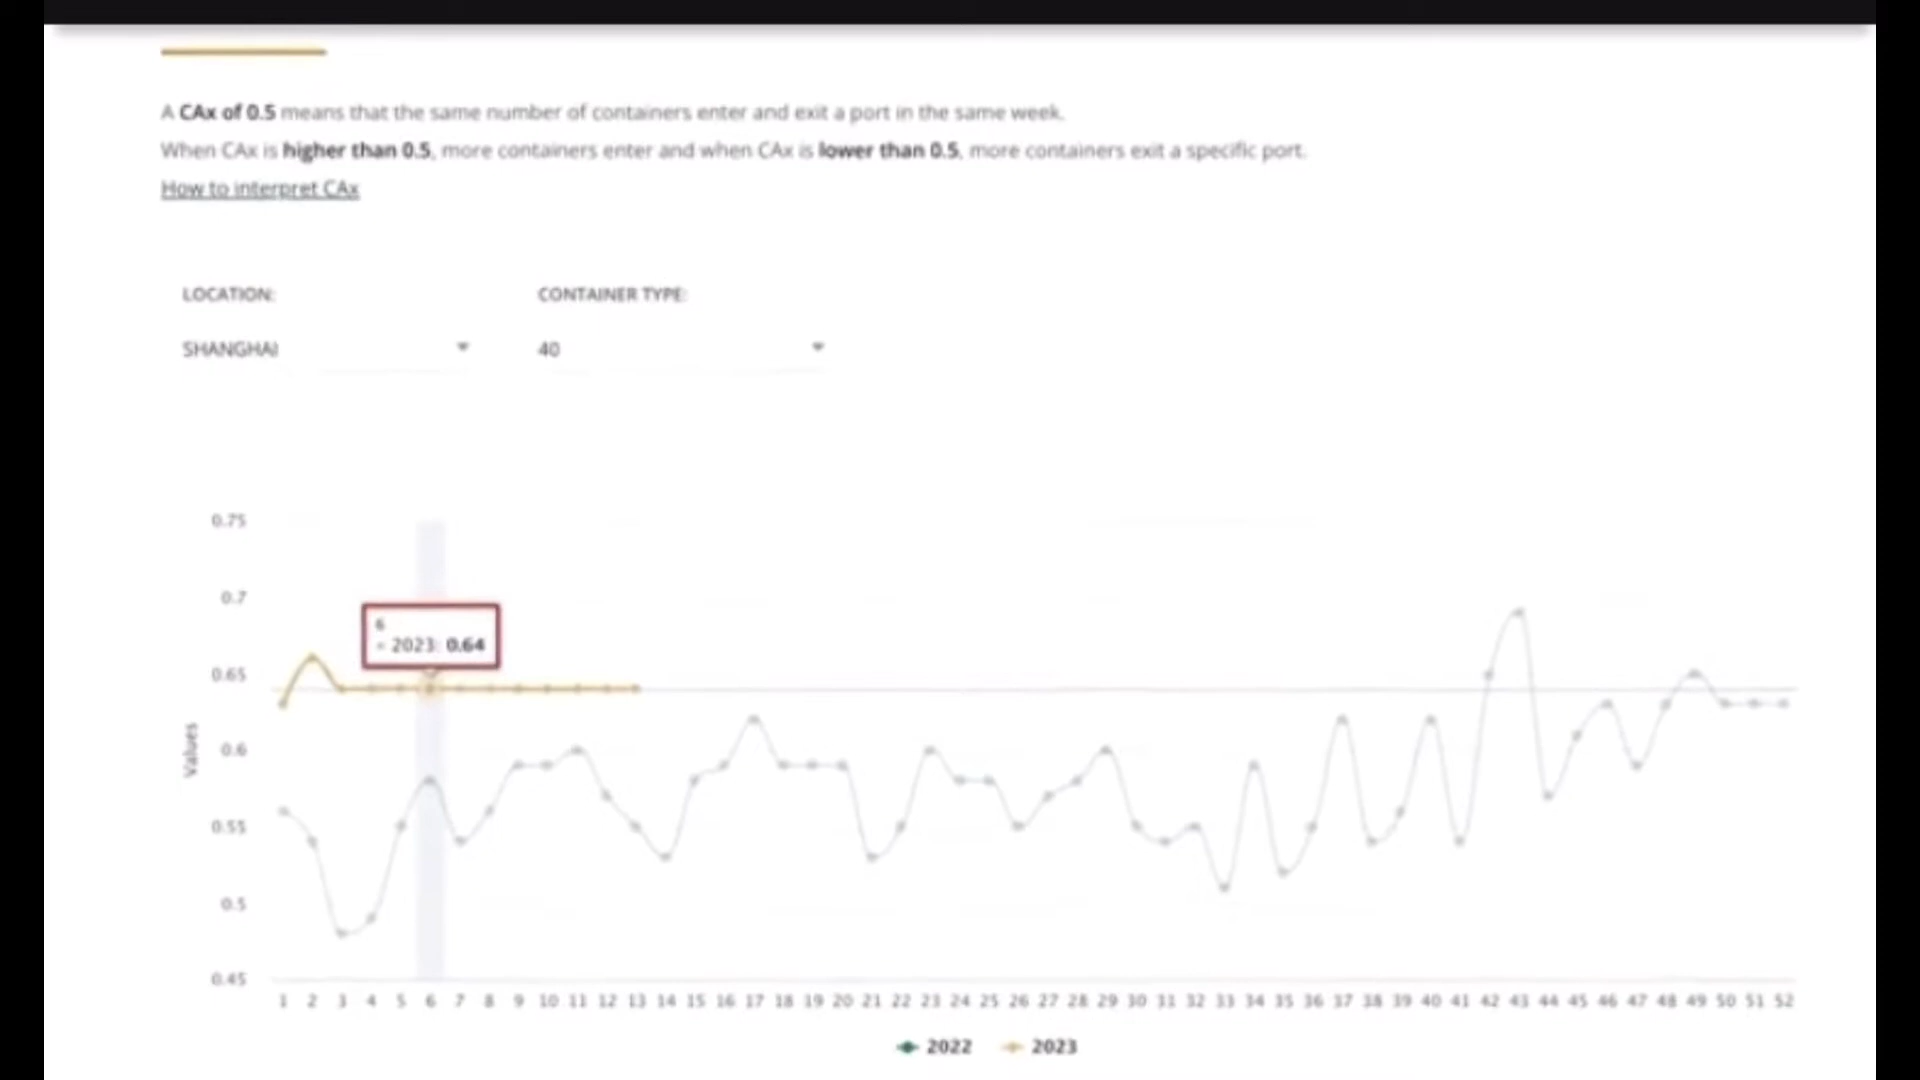 A CAx of 0.5 means that the same number of containers enter and exit a port in the same week.
When CAx is higher than 0.5, more containers enter and when CAx is lower than 0.5, more containers exit a specific port.
How to interpret CAx
LOCATION: CONTAINER TYPE:
SHANGHAI 40
0.75
0.7
6
2023: 0.64
0.65
Values
0.6
0.55
0.5
0.45
1 2 3 4 5 6 7 8 9 10 11 12 13 14 15 16 17 18 19 20 21 22 23 24 25 26 27 28 29 30 31 32 33 34 35 36 37 38 39 40 41 42 43 44 45 46 47 48 49 50 51 52
2022 2023